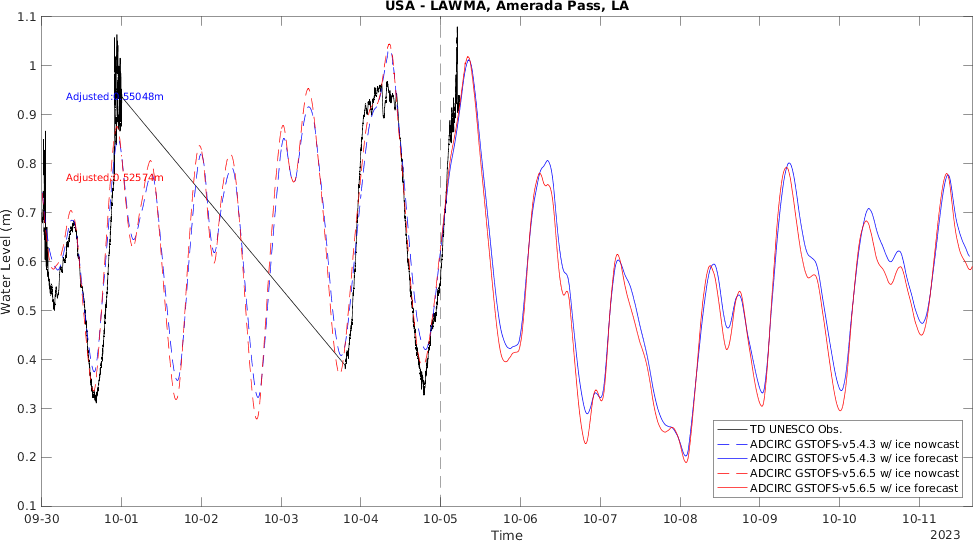 USA - LAWMA, Amerada Pass, LA
Water Level (m)
1.1
1
0.9
0.8
0.7
0.6
0.5
0.4
0.3
0.2
0.1
Adjusted: 0.55048m
Adjusted:0.52574m
09-30 10-01 10-02 10-03 10-04 10-05 10-06 10-07 10-08 10-09 10-10 10-11
Time
2023
TD UNESCO Obs.
ADCIRC GSTOFS-v5.4.3 w/ ice nowcast
ADCIRC GSTOFS-v5.4.3 w/ ice forecast
ADCIRC GSTOFS-v5.6.5 w/ ice nowcast
ADCIRC GSTOFS-v5.6.5 w/ ice forecast